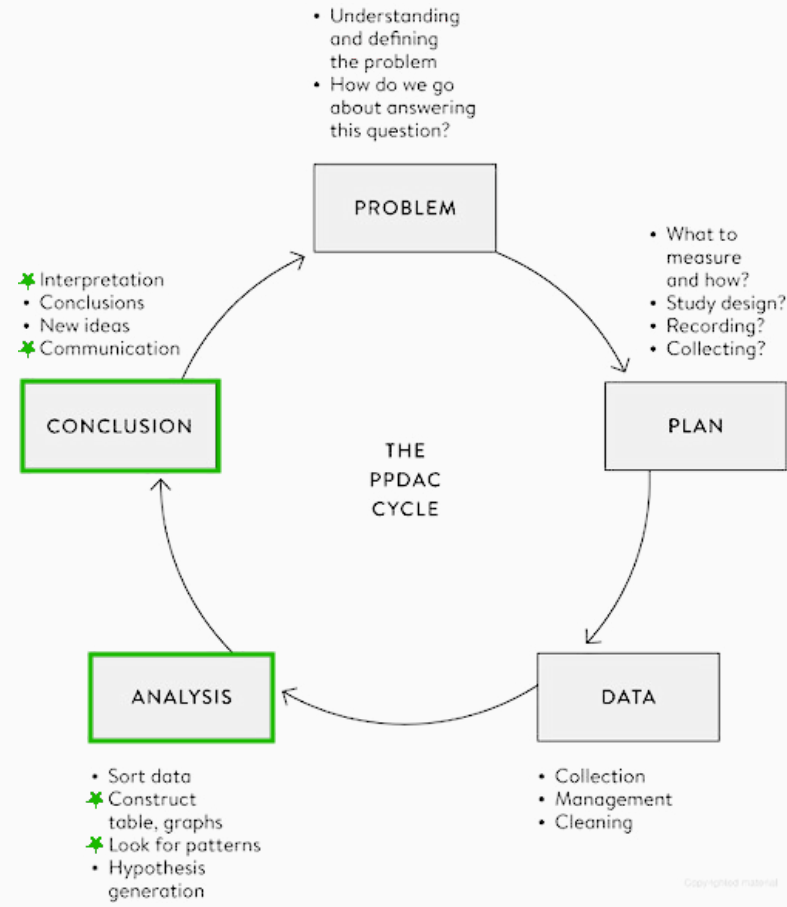 • Understanding
and defining
the problem
• How do we go
about answering
this question?
PROBLEM
• What to
measure
and how?
• Study design?
• Recording?
• Collecting?
PLAN
Interpretation
• Conclusions
• New ideas
Communication
CONCLUSION
THE
PPDAC
CYCLE
ANALYSIS
• Sort data
Construct
table, graphs
Look for patterns
• Hypothesis
generation
DATA
• Collection
• Management
• Cleaning
Copyrighted material